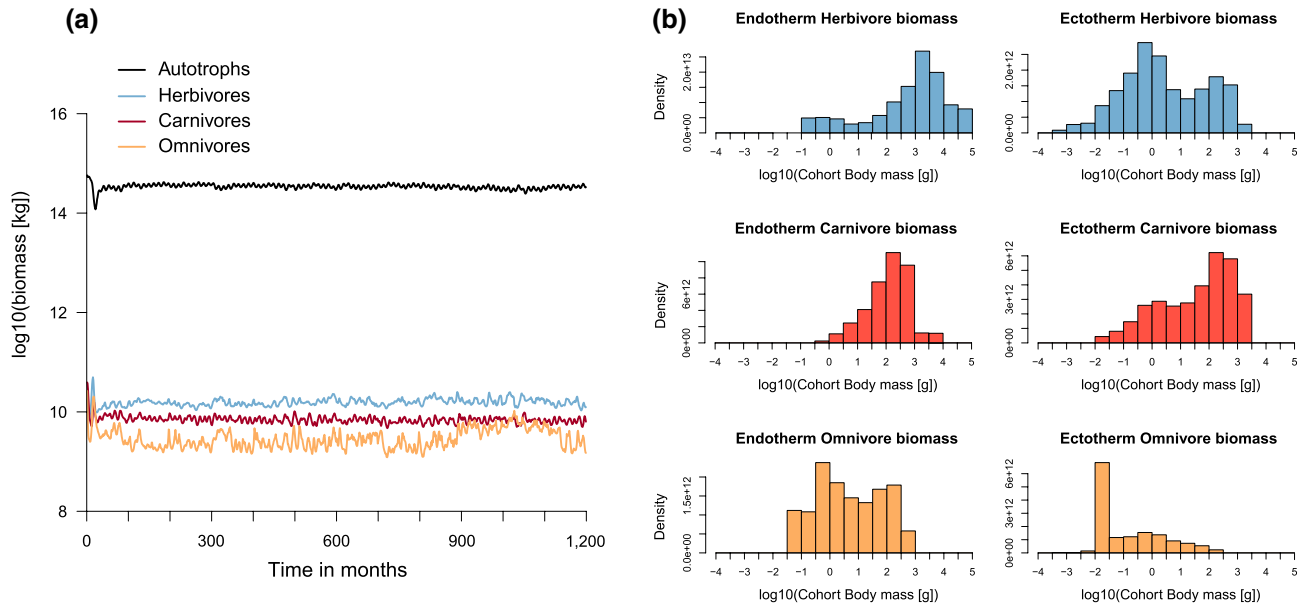 (a)
Autotrophs
Herbivores
Carnivores
Omnivores
log10(biomass [kg])
16
14
12
10
8
0 300 600 900 1,200
Time in months
(b)
Endotherm Herbivore biomass
Density
0.0e+00 2.0e+13
−4 −3 −2 −1 0 1 2 3 4 5
log10(Cohort Body mass [g])
Ectotherm Herbivore biomass
0.0e+00 2.0e+12
−4 −3 −2 −1 0 1 2 3 4 5
log10(Cohort Body mass [g])
Endotherm Carnivore biomass
Density
0e+00 6e+12
−4 −3 −2 −1 0 1 2 3 4 5
log10(Cohort Body mass [g])
Ectotherm Carnivore biomass
0e+00 3e+12 6e+12
−4 −3 −2 −1 0 1 2 3 4 5
log10(Cohort Body mass [g])
Endotherm Omnivore biomass
Density
0.0e+00 1.5e+12
−4 −3 −2 −1 0 1 2 3 4 5
log10(Cohort Body mass [g])
Ectotherm Omnivore biomass
0e+00 3e+12 6e+12
−4 −3 −2 −1 0 1 2 3 4 5
log10(Cohort Body mass [g])